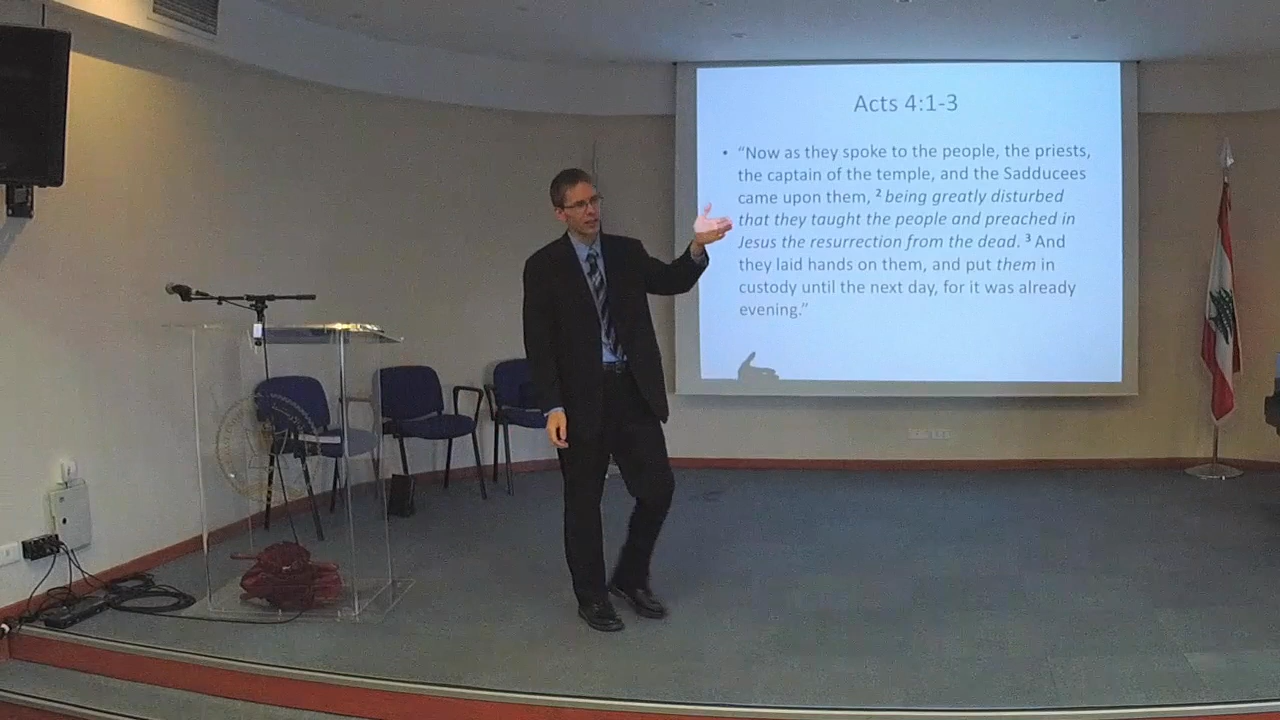 Acts 4:1-3
• “Now as they spoke to the people, the priests,
the captain of the temple, and the Sadducees
came upon them, ² being greatly disturbed
that they taught the people and preached in
Jesus the resurrection from the dead. ³ And
they laid hands on them, and put them in
custody until the next day, for it was already
evening.”